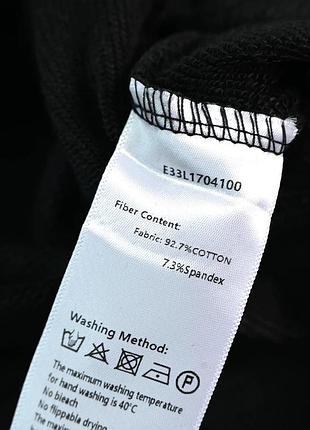 E33L1704100
Fiber Content:
Fabric: 92.7%COTTON
7.3%Spandex
Washing Method:
P
The maximum washing temperature
for hand washing is 40°C
No bleach
No flippable drying